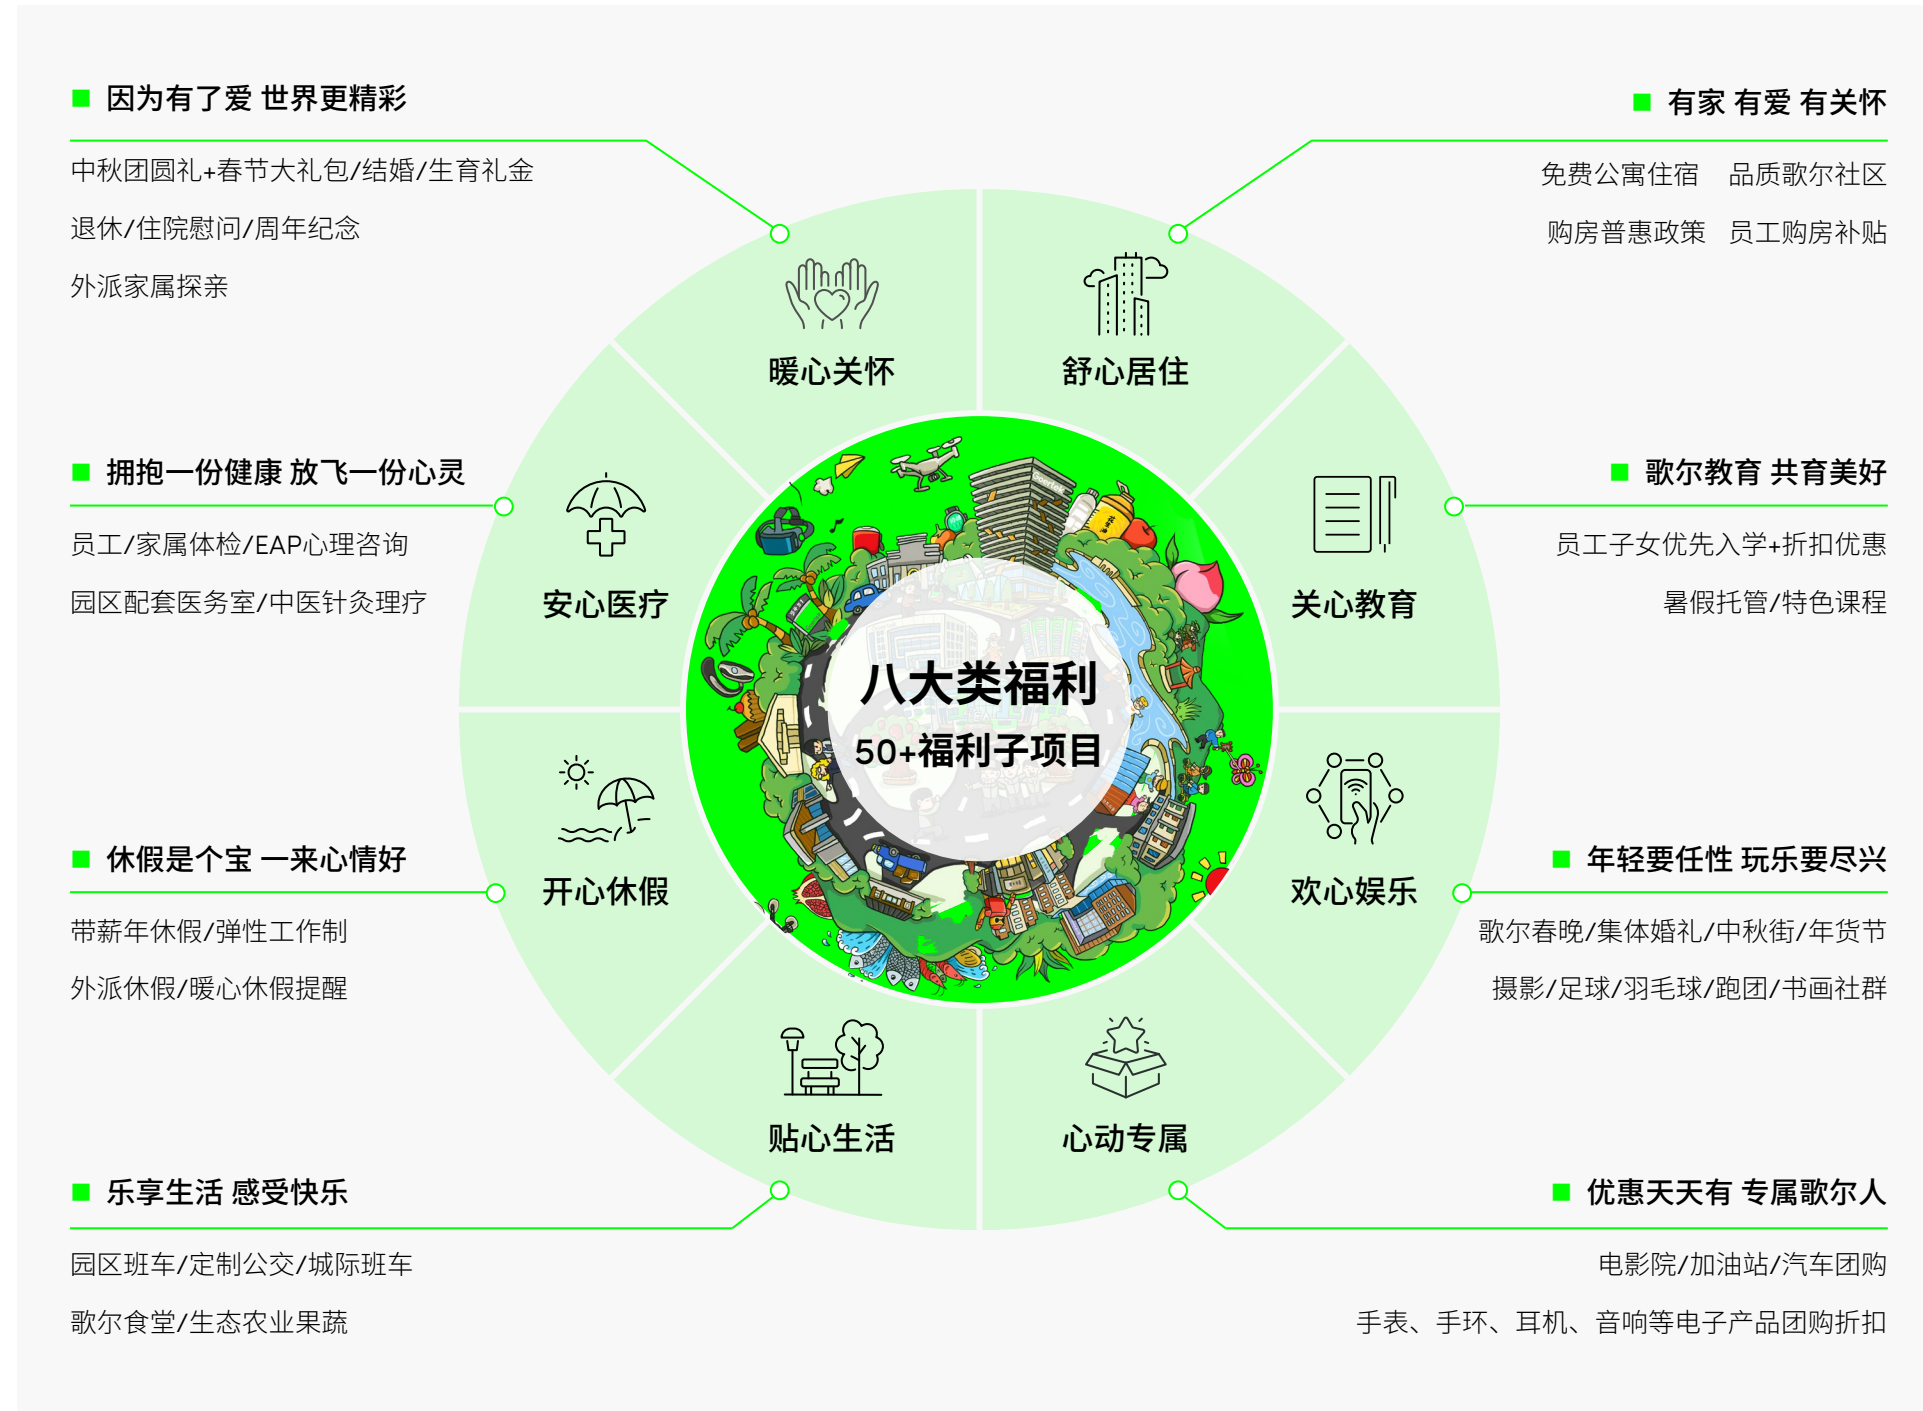 因为有了爱 世界更精彩
中秋团圆礼+春节大礼包/结婚/生育礼金
退休/住院慰问/周年纪念
外派家属探亲
有家 有爱 有关怀
免费公寓住宿 品质歌尔社区
购房普惠政策 员工购房补贴
暖心关怀
舒心居住
拥抱一份健康 放飞一份心灵
员工/家属体检/EAP心理咨询
园区配套医务室/中医针灸理疗
安心医疗
关心教育
歌尔教育 共育美好
员工子女优先入学+折扣优惠
暑假托管/特色课程
Goertek
八大类福利
50+福利子项目
休假是个宝 一来心情好
带薪年休假/弹性工作制
外派休假/暖心休假提醒
开心休假
欢心娱乐
年轻要任性 玩乐要尽兴
歌尔春晚/集体婚礼/中秋街/年货节
摄影/足球/羽毛球/跑团/书画社群
贴心生活
心动专属
乐享生活 感受快乐
园区班车/定制公交/城际班车
歌尔食堂/生态农业果蔬
优惠天天有 专属歌尔人
电影院/加油站/汽车团购
手表、手环、耳机、音响等电子产品团购折扣